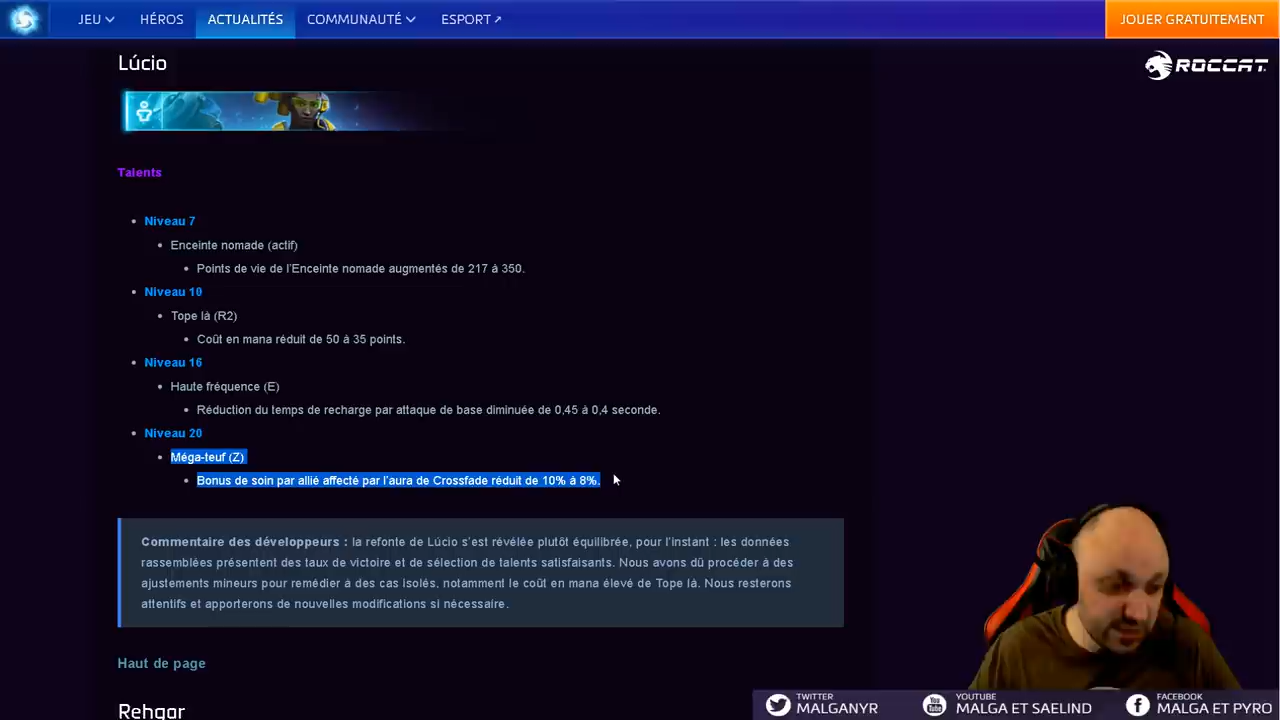 JEU HÉROS ACTUALITÉS COMMUNAUTÉ ESPORT JOUER GRATUITEMENT
Lúcio
ROCCAT
Talents
Niveau 7
Enceinte nomade (actif)
Points de vie de l'Enceinte nomade augmentés de 217 à 350.
Niveau 10
Tope là (R2)
Coût en mana réduit de 50 à 35 points.
Niveau 16
Haute fréquence (E)
Réduction du temps de recharge par attaque de base diminuée de 0,45 à 0,4 seconde.
Niveau 20
Méga-teuf (Z)
Bonus de soin par allié affecté par l'aura de Crossfade réduit de 10% à 8%.
Commentaire des développeurs : la refonte de Lúcio s'est révélée plutôt équilibrée, pour l'instant : les données
rassemblées présentent des taux de victoire et de sélection de talents satisfaisants. Nous avons dû procéder à des
ajustements mineurs pour remédier à des cas isolés, notamment le coût en mana élevé de Tope là. Nous resterons
attentifs et apporterons de nouvelles modifications si nécessaire.
Haut de page
Rehgar
TWITTER
MALGANYR
YOUTUBE
MALGA ET SAELIND
FACEBOOK
MALGA ET PYRO